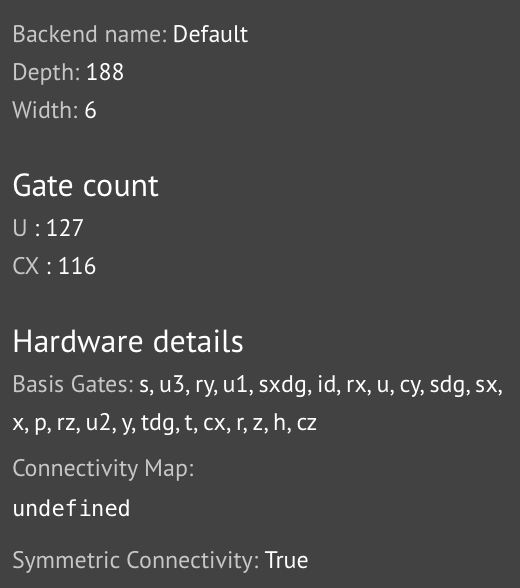 Backend name: Default
Depth: 188
Width: 6
Gate count
U : 127
CX : 116
Hardware details
Basis Gates: s, u3, ry, u1, sxdg, id, rx, u, cy, sdg, sx,
x, p, rz, u2, y, tdg, t, cx, r, z, h, cz
Connectivity Map:
undefined
Symmetric Connectivity: True